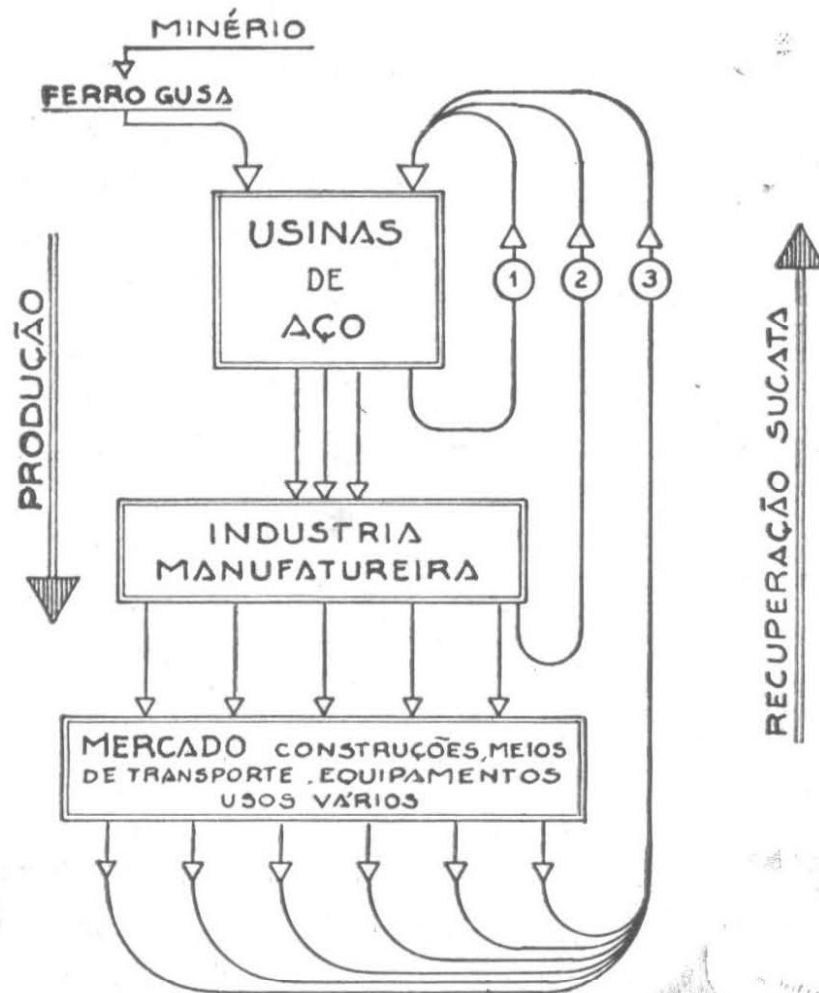 MINÉRIO
FERRO GUSA
USINAS
DE
AÇO
1 2 3
PRODUÇÃO
RECUPERAÇÃO SUCATA
INDUSTRIA
MANUFATUREIRA
MERCADO CONSTRUÇÕES, MEIOS
DE TRANSPORTE . EQUIPAMENTOS
USOS VÁRIOS